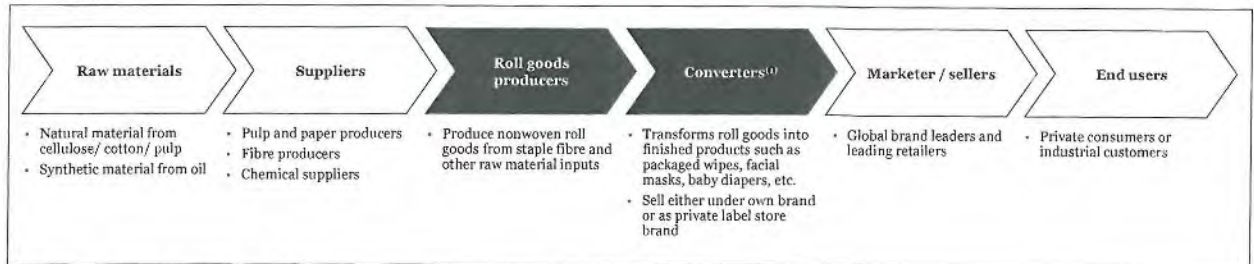 Raw materials
Suppliers
Roll goods
producers
Converters(1)
Marketer / sellers
End users
• Natural material from
cellulose/ cotton/ pulp
• Synthetic material from oil
• Pulp and paper producers
• Fibre producers
• Chemical suppliers
• Produce nonwoven roll
goods from staple fibre and
other raw material inputs
• Transforms roll goods into
finished products such as
packaged wipes, facial
masks, baby diapers, etc.
• Sell either under own brand
or as private label store
brand
• Global brand leaders and
leading retailers
• Private consumers or
industrial customers